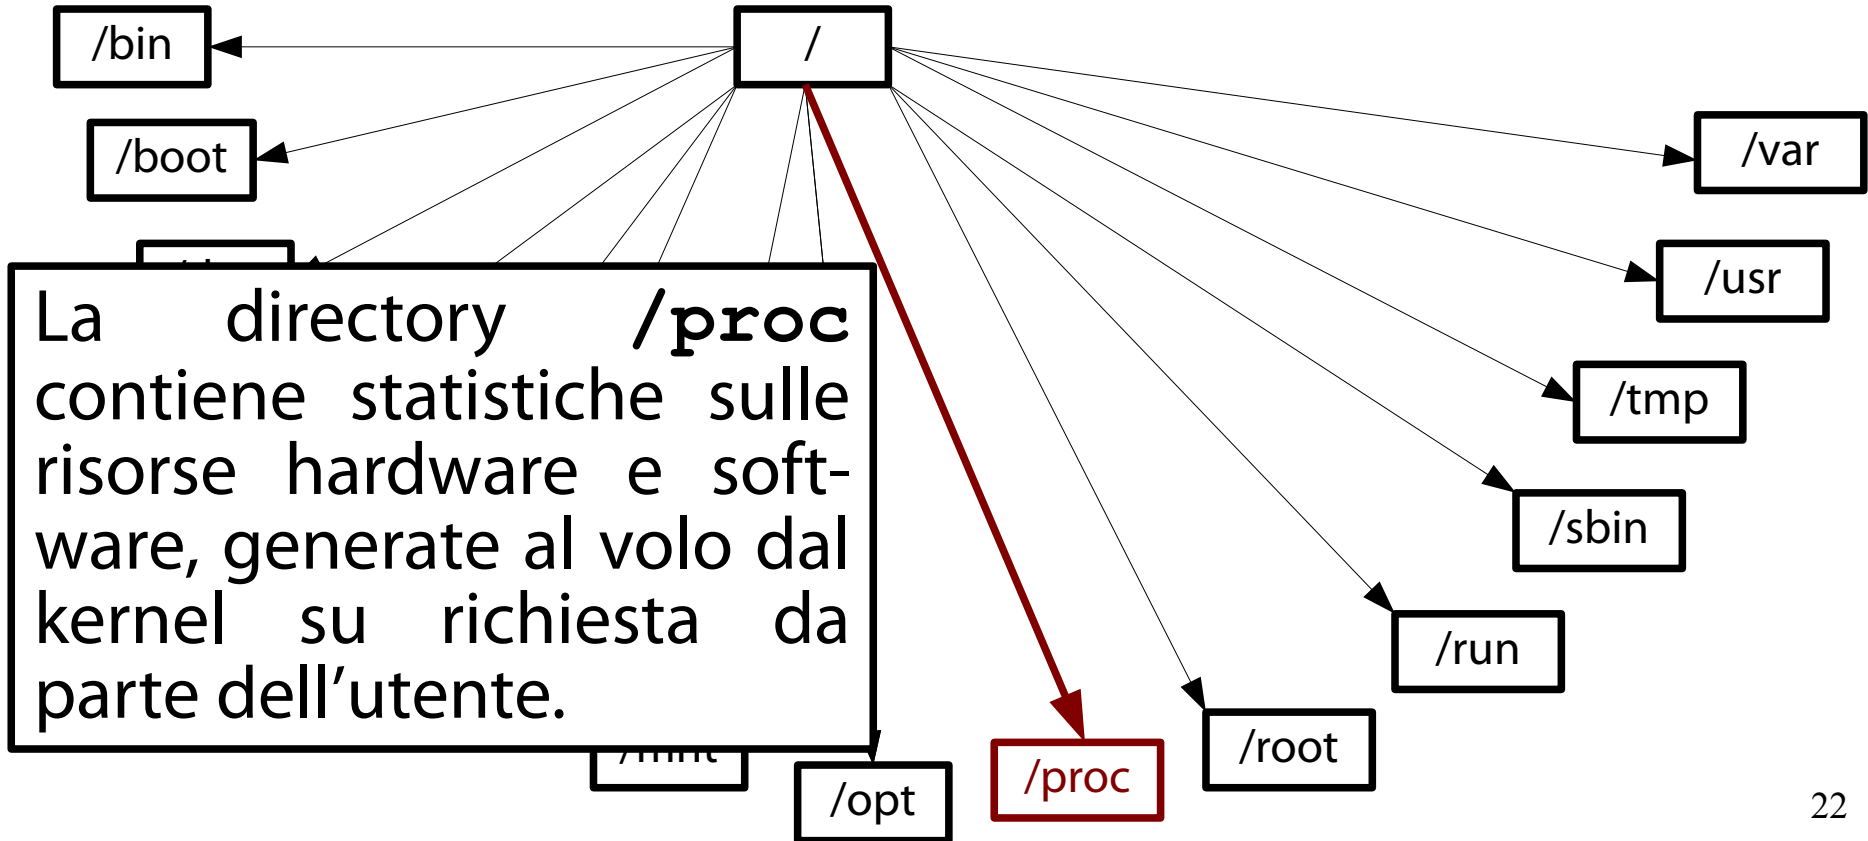 /bin
/
/boot
/var
/usr
La directory /proc
contiene statistiche sulle
risorse hardware e soft-
ware, generate al volo dal
kernel su richiesta da
parte dell’utente.
/tmp
/sbin
/run
/root
/proc
/opt
22